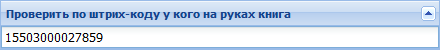 Проверить по штрих-коду у кого на руках книга
15503000027859